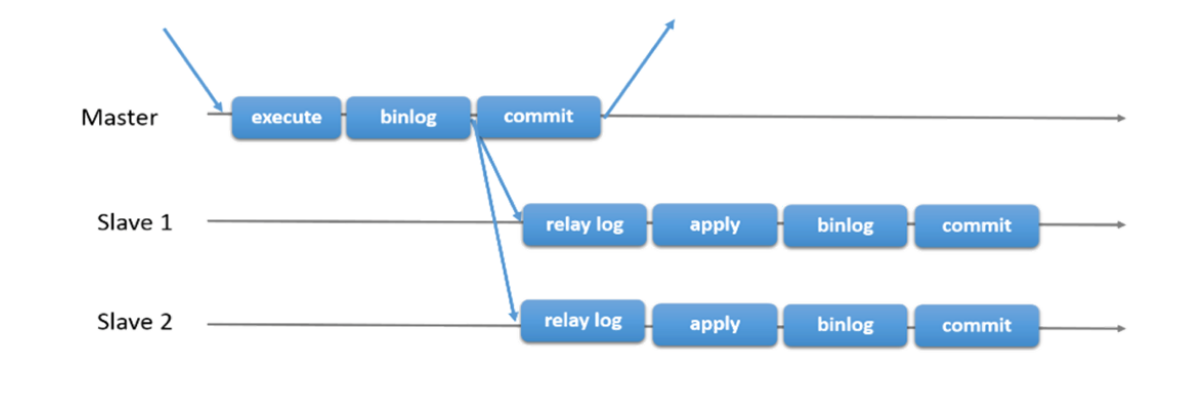 Master execute binlog commit
Slave 1 relay log apply binlog commit
Slave 2 relay log apply binlog commit